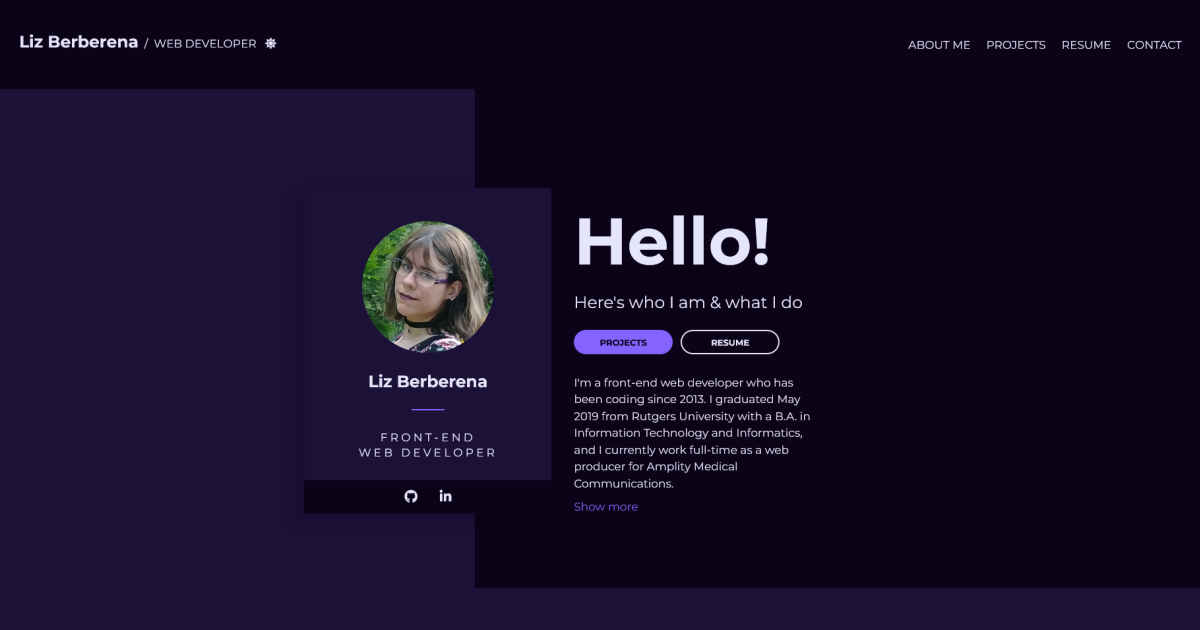 Liz Berberena / WEB DEVELOPER
ABOUT ME PROJECTS RESUME CONTACT
Liz Berberena
FRONT-END
WEB DEVELOPER
in
Hello!
Here's who I am & what I do
PROJECTS RESUME
I'm a front-end web developer who has
been coding since 2013. I graduated May
2019 from Rutgers University with a B.A. in
Information Technology and Informatics,
and I currently work full-time as a web
producer for Amplity Medical
Communications.
Show more